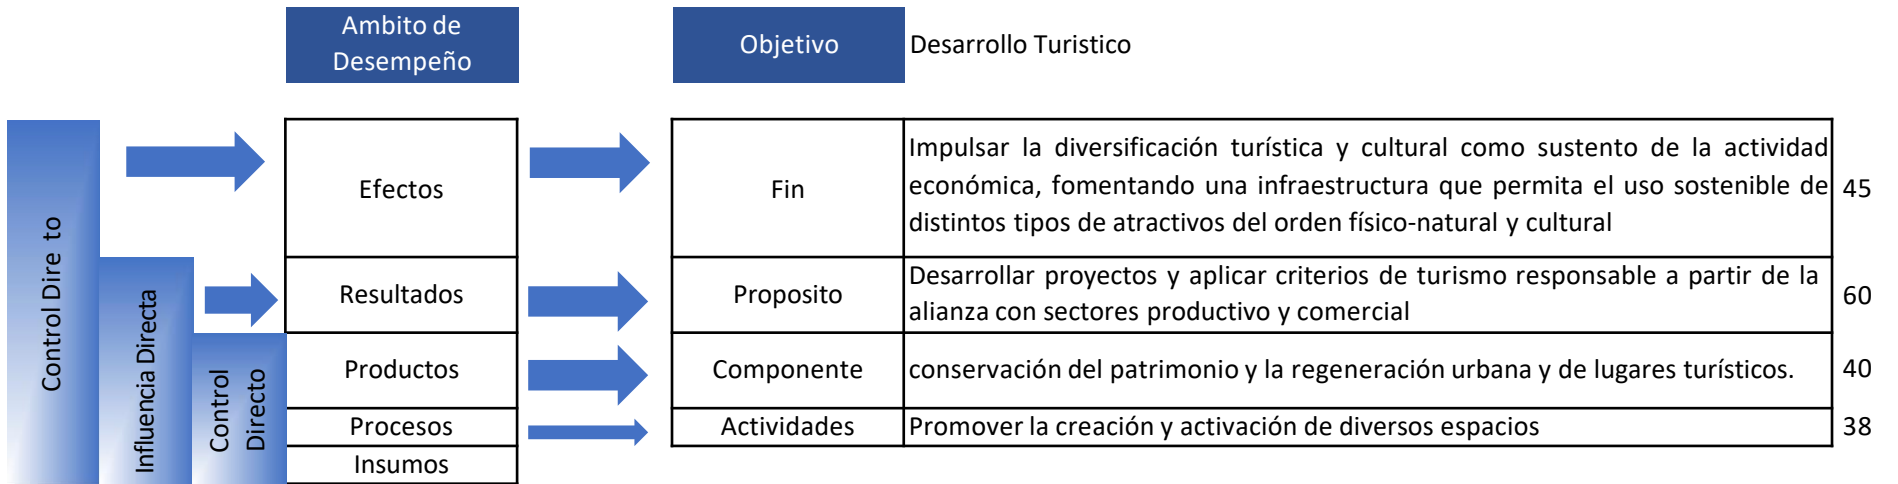 Ambito de
Desempeño
Objetivo
Desarrollo Turistico
Control Dire to
Influencia Directa
Control
Directo
Efectos
Fin
Impulsar la diversificación turística y cultural como sustento de la actividad
económica, fomentando una infraestructura que permita el uso sostenible de
distintos tipos de atractivos del orden físico-natural y cultural
45
Resultados
Proposito
Desarrollar proyectos y aplicar criterios de turismo responsable a partir de la
alianza con sectores productivo y comercial
60
Productos
Componente
conservación del patrimonio y la regeneración urbana y de lugares turísticos.
40
Procesos
Actividades
Promover la creación y activación de diversos espacios
38
Insumos